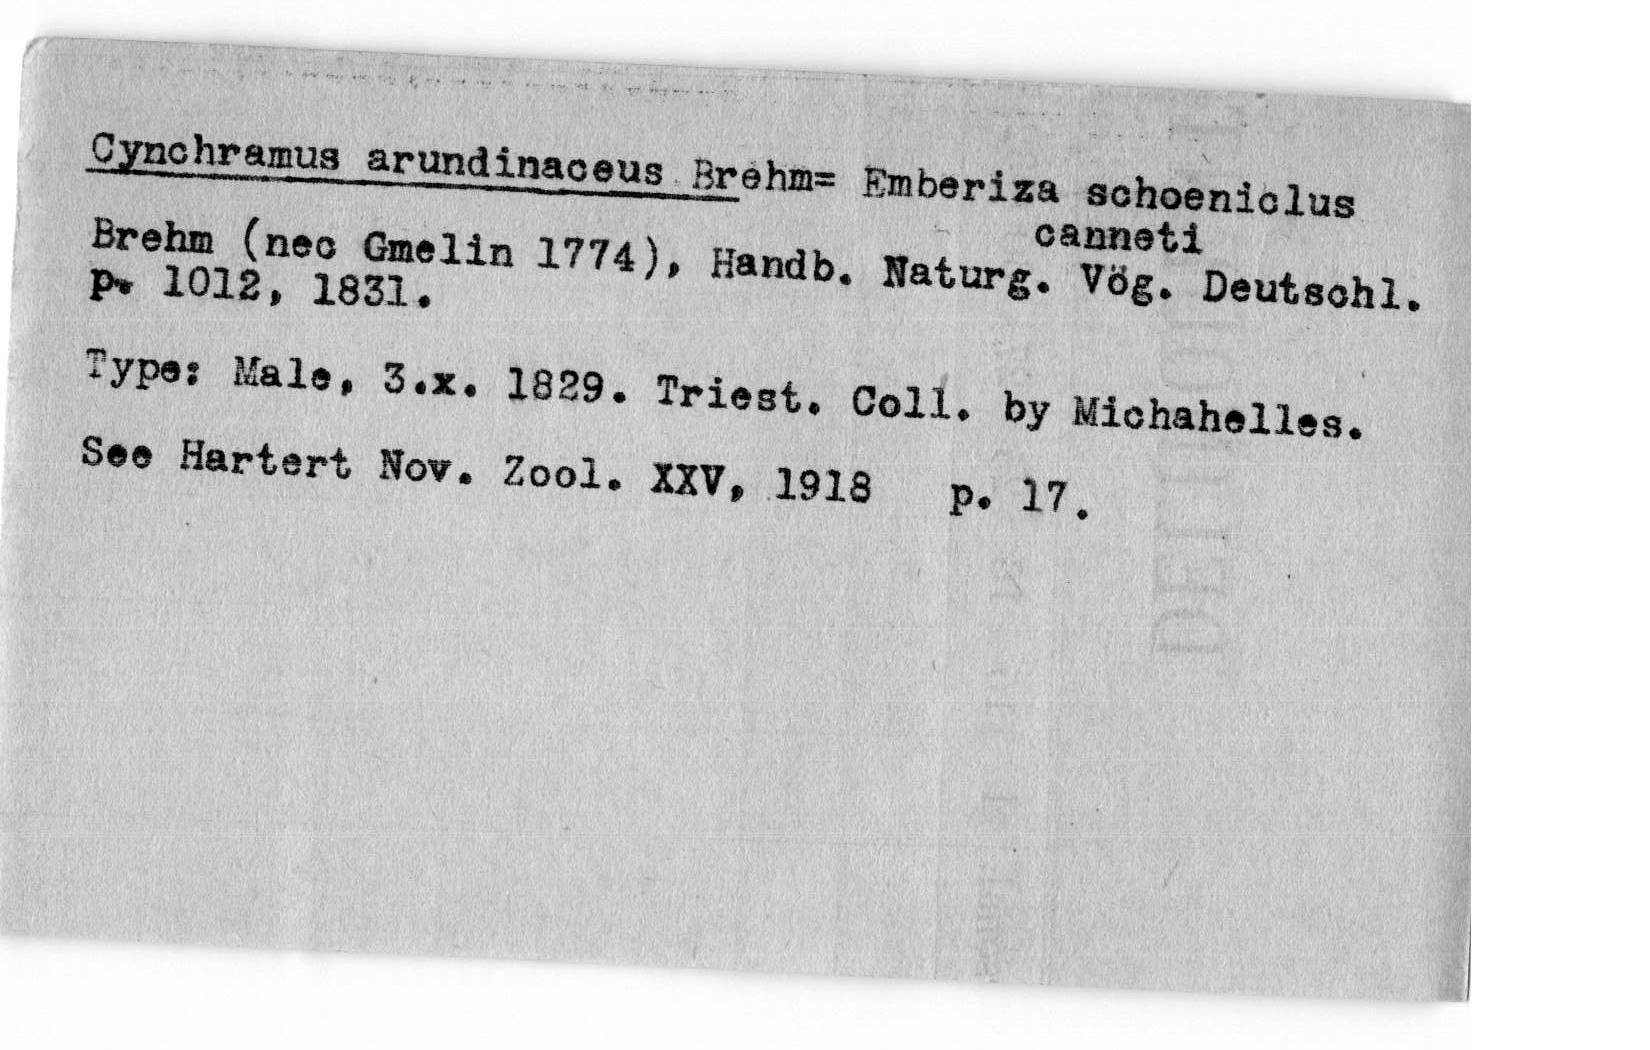 Cynchramus arundinaceus Brehm= Emberiza schoeniclus
canneti
Brehm (nec Gmelin 1774), Handb. Naturg. Vög. Deutschl.
p. 1012, 1831.
Type: Male, 3.x. 1829. Triest. Coll. by Michahelles.
See Hartert Nov. Zool. XXV, 1918 p. 17.